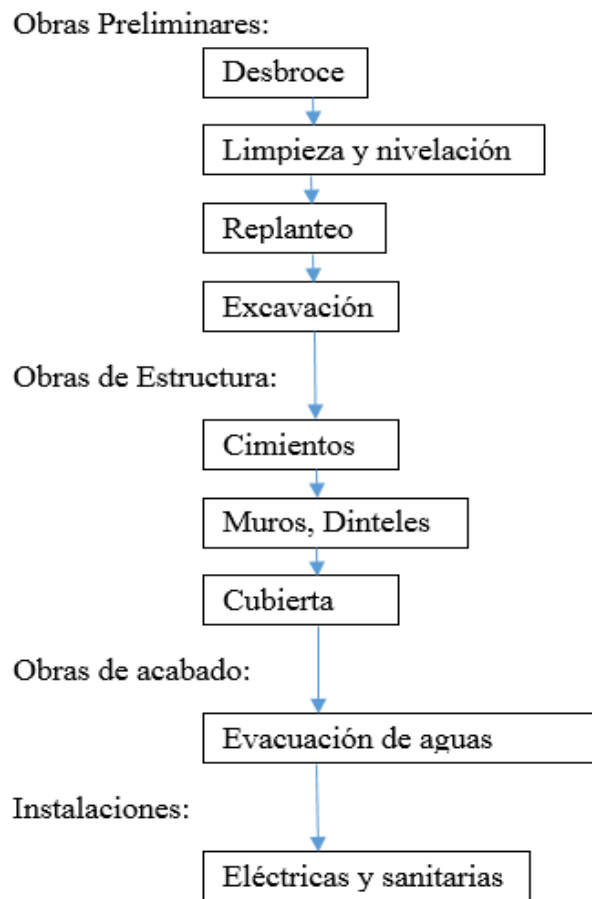 Obras Preliminares:
Desbroce
Limpieza y nivelación
Replanteo
Excavación
Obras de Estructura:
Cimientos
Muros, Dinteles
Cubierta
Obras de acabado:
Evacuación de aguas
Instalaciones:
Eléctricas y sanitarias